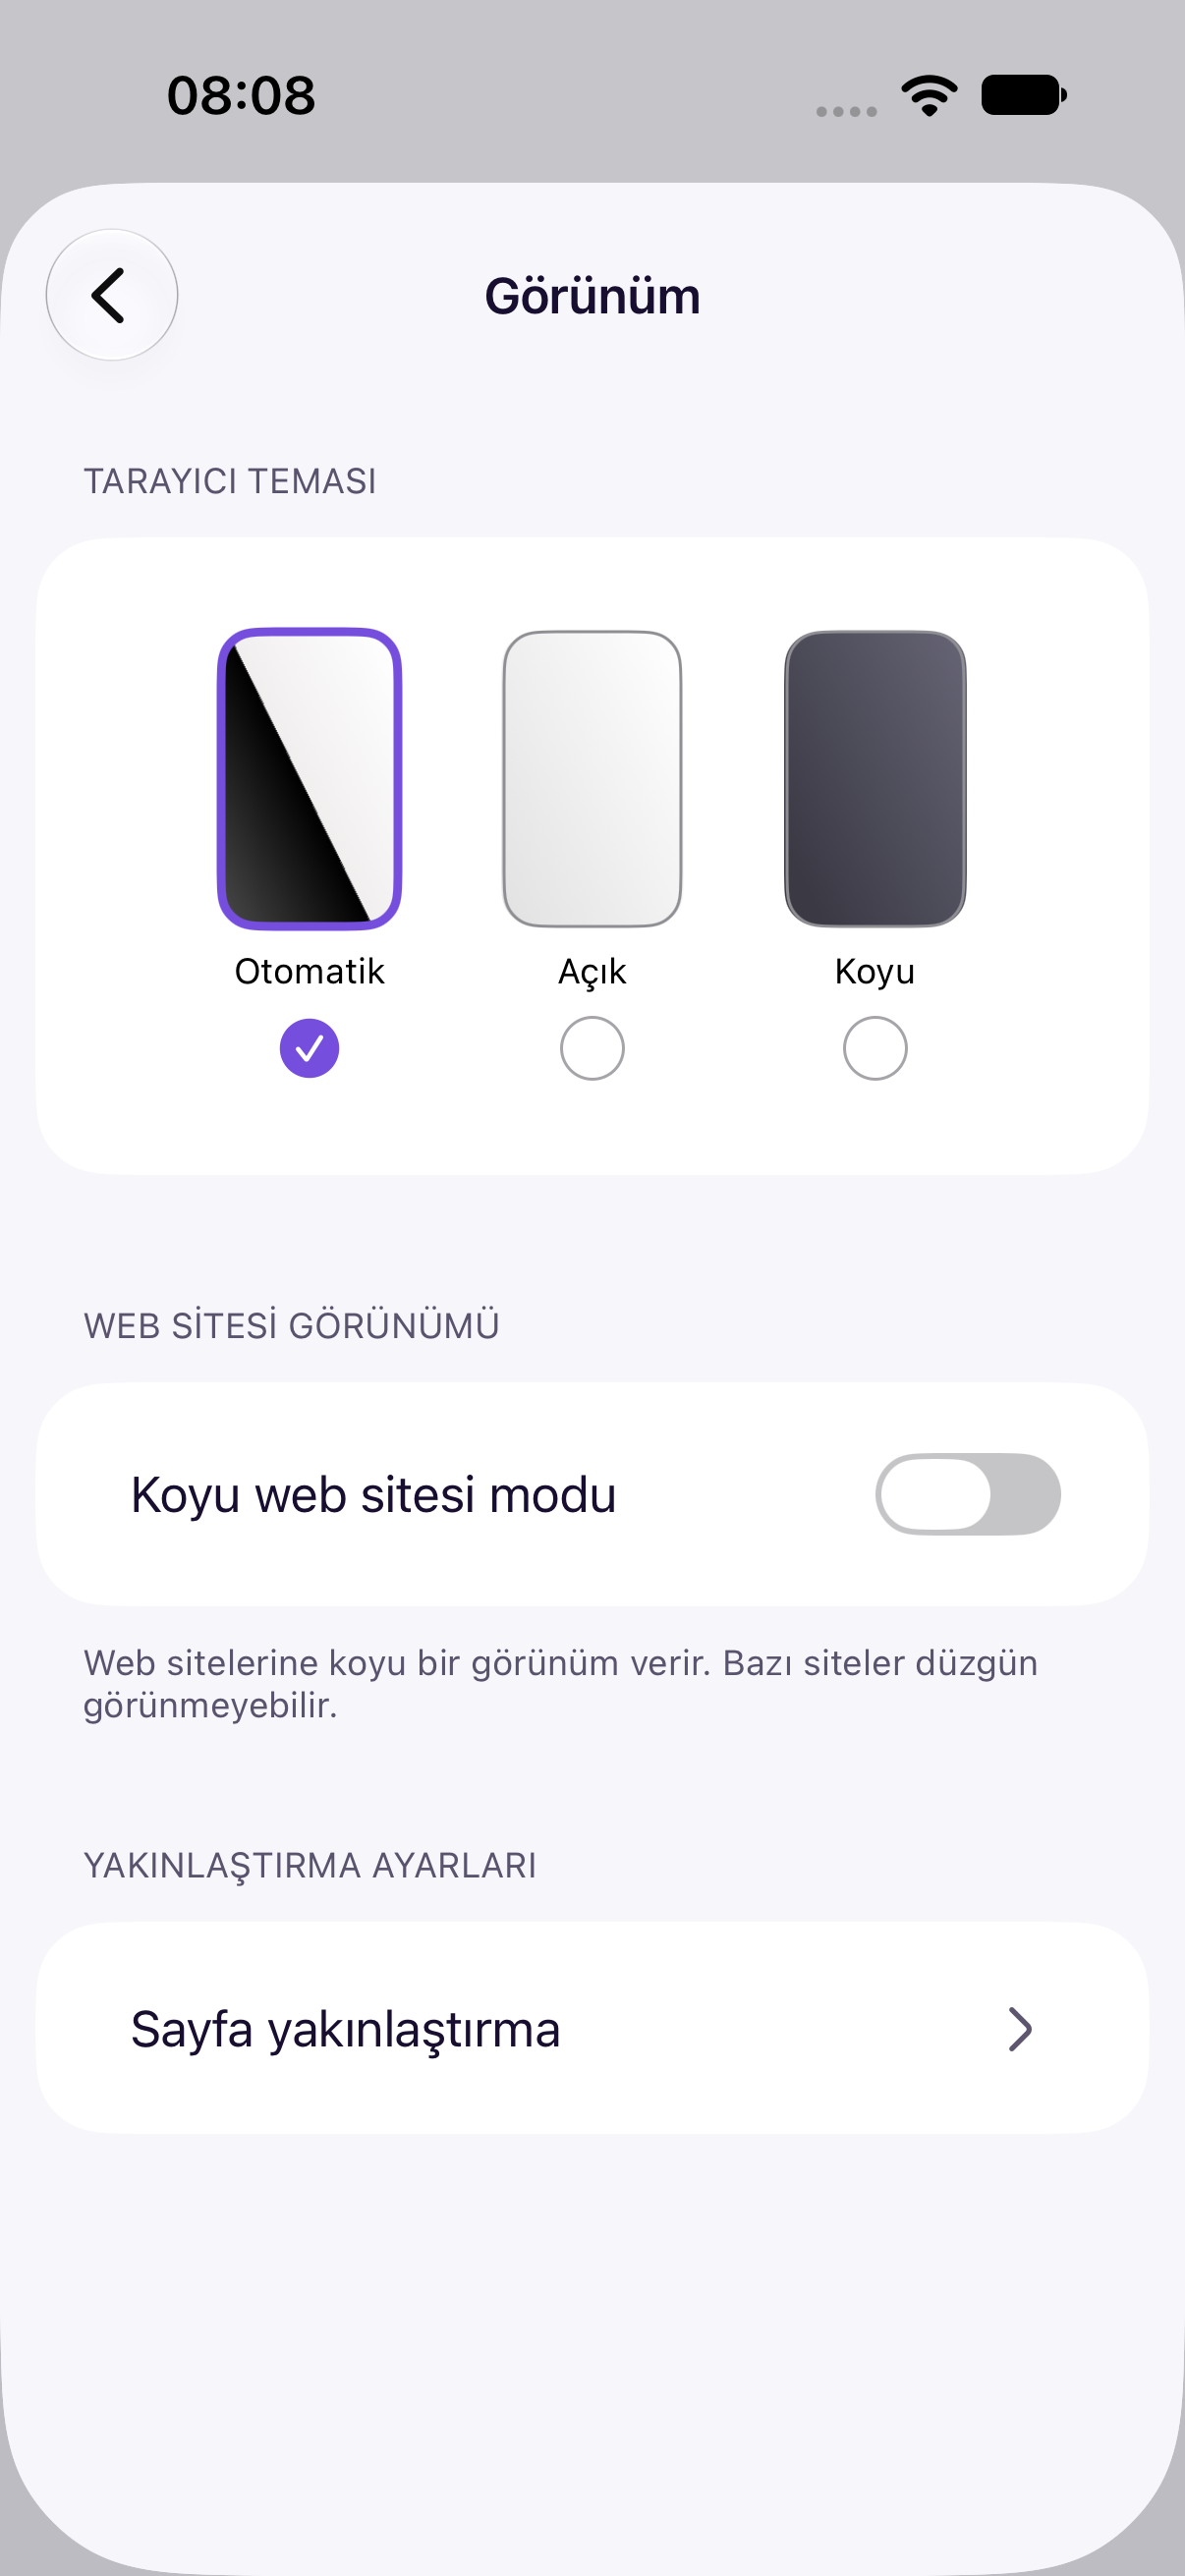 08:08
Görünüm
TARAYICI TEMASI
Otomatik
Açık
Koyu
WEB SİTESİ GÖRÜNÜMÜ
Koyu web sitesi modu
Web sitelerine koyu bir görünüm verir. Bazı siteler düzgün
görünmeyebilir.
YAKINLAŞTIRMA AYARLARI
Sayfa yakınlaştırma